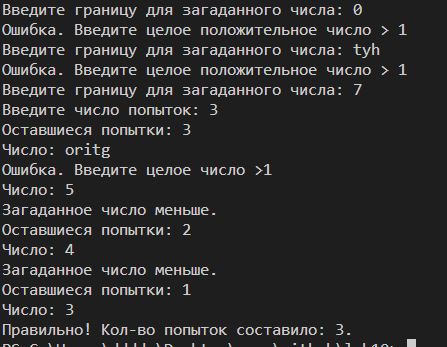 Введите границу для загаданного числа: 0
Ошибка. Введите целое положительное число > 1
Введите границу для загаданного числа: tyh
Ошибка. Введите целое положительное число > 1
Введите границу для загаданного числа: 7
Введите число попыток: 3
Оставшиеся попытки: 3
Число: oritg
Ошибка. Введите целое число >1
Число: 5
Загаданное число меньше.
Оставшиеся попытки: 2
Число: 4
Загаданное число меньше.
Оставшиеся попытки: 1
Число: 3
Правильно! Кол-во попыток составило: 3.